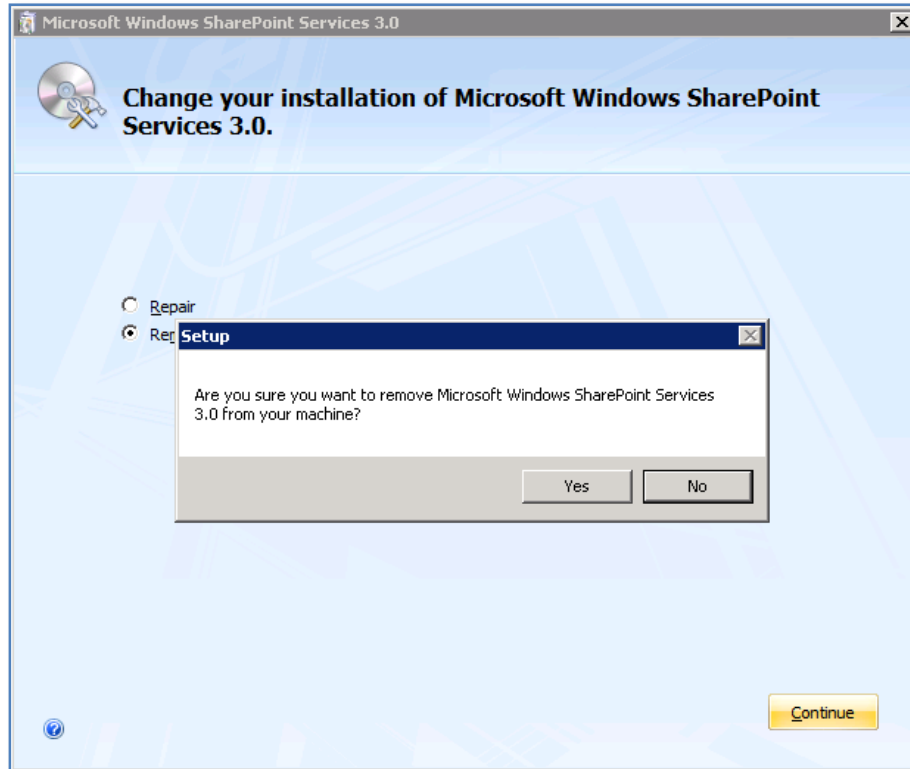 Microsoft Windows SharePoint Services 3.0
Change your installation of Microsoft Windows SharePoint
Services 3.0.
Repair
Setup
Are you sure you want to remove Microsoft Windows SharePoint Services
3.0 from your machine?
Yes
No
Continue